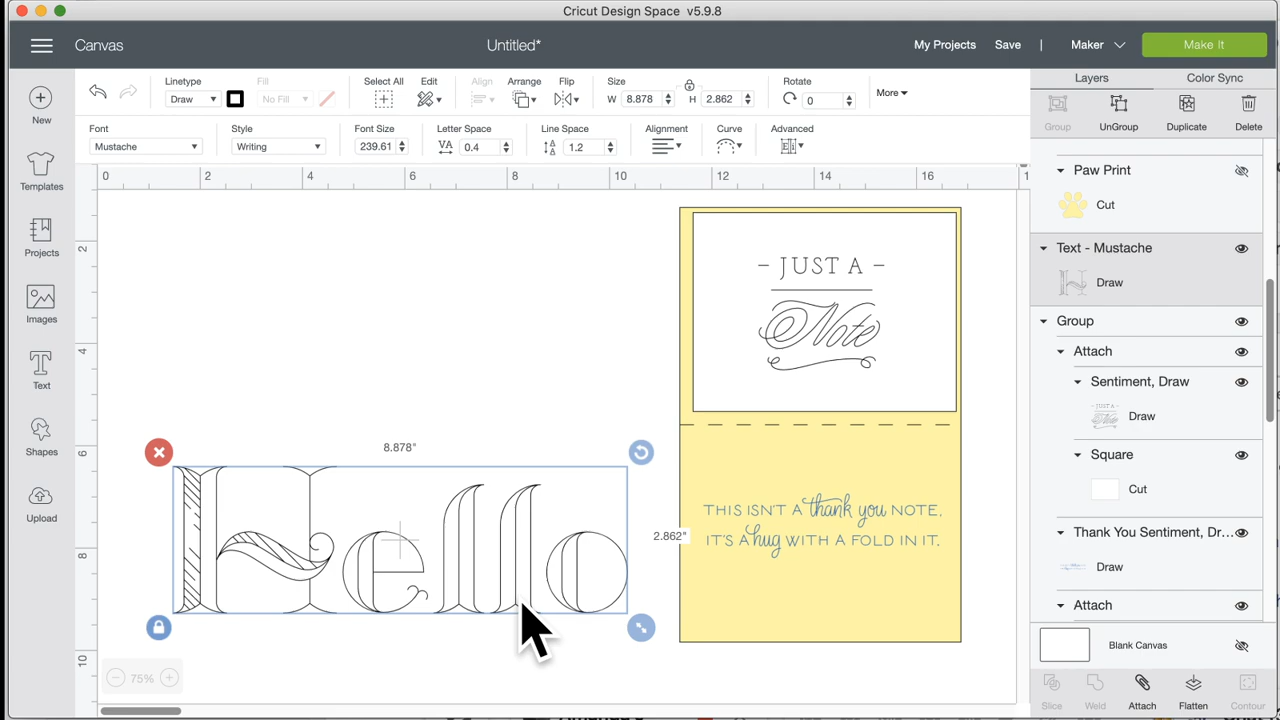 Cricut Design Space v5.9.8
Canvas
Untitled*
My Projects
Save
|
Maker
Make It
Linetype
Draw
Fill
No Fill
Select All
Edit
Align
Arrange
Flip
Size
W 8.878
H 2.862
Rotate
0
More
Font
Mustache
Style
Writing
Font Size
239.61
Letter Space
VA 0.4
Line Space
1.2
Alignment
Curve
Advanced
New
Templates
Projects
Images
Text
Shapes
Upload
0 2 4 6 8 10 12 14 16
2
4
6
8
10
- JUST A -
Note
THIS ISN'T A thank you NOTE.
IT'S A hug WITH A FOLD IN IT.
8.878"
2.862"
Hello
75%
Layers
Color Sync
Group
UnGroup
Duplicate
Delete
Paw Print
Cut
Text - Mustache
Draw
Group
Attach
Sentiment, Draw
Draw
Square
Cut
Thank You Sentiment, Dr...
Draw
Attach
Blank Canvas
Slice
Weld
Attach
Flatten
Contour